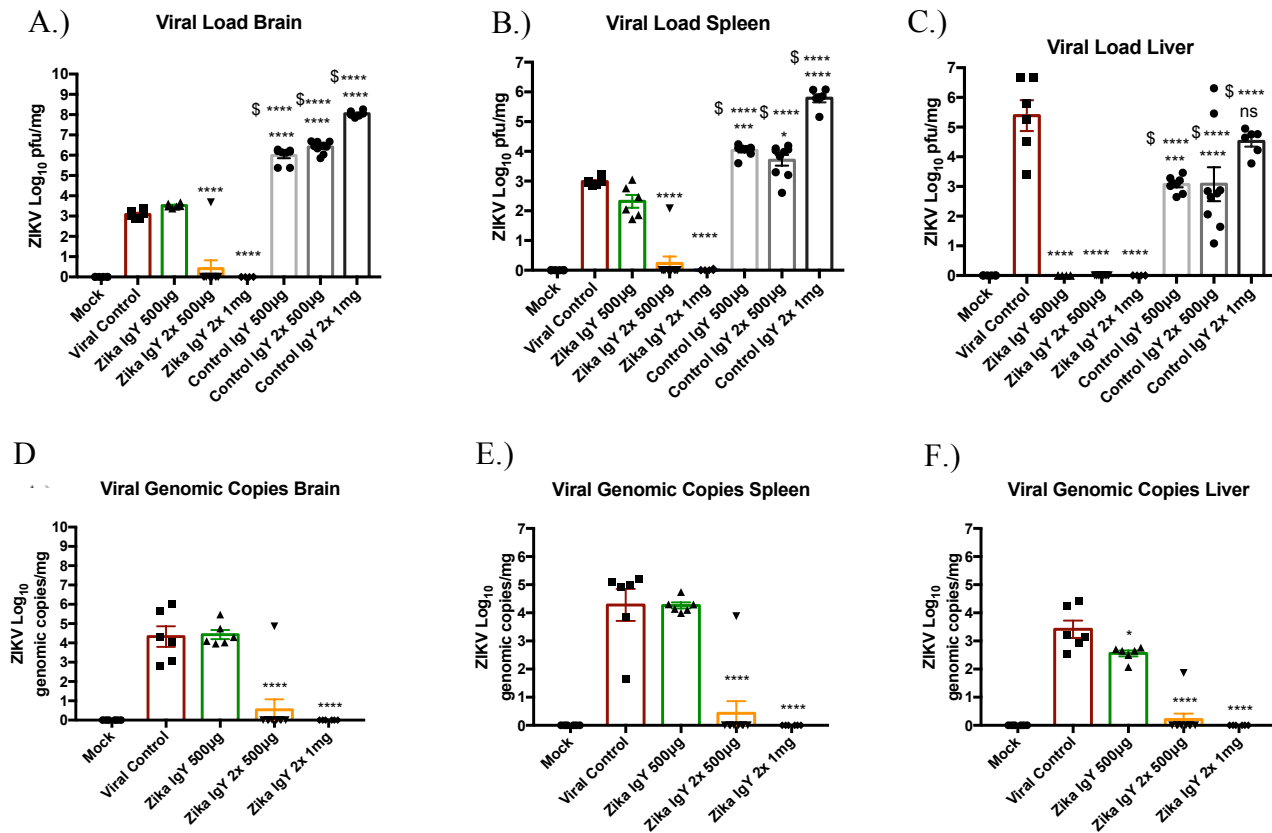 A.)
Viral Load Brain
ZIKV Log10 pfu/mg
10
9
8
7
6
5
4
3
2
1
0
****
****
$ ****
****
$ ****
****
$ ****
****
Mock
Viral Control
Zika IgY 500µg
Zika IgY 2x 500µg
Zika IgY 2x 1mg
Control IgY 500µg
Control IgY 2x 500µg
Control IgY 2x 1mg
B.)
Viral Load Spleen
ZIKV Log10 pfu/mg
7
6
5
4
3
2
1
0
****
****
$ ****
***
$ ****
*
$ ****
****
Mock
Viral Control
Zika IgY 500µg
Zika IgY 2x 500µg
Zika IgY 2x 1mg
Control IgY 500µg
Control IgY 2x 500µg
Control IgY 2x 1mg
C.)
Viral Load Liver
ZIKV Log10 pfu/mg
7
6
5
4
3
2
1
0
****
****
****
$ ****
***
$ ****
****
$ ****
ns
Mock
Viral Control
Zika IgY 500µg
Zika IgY 2x 500µg
Zika IgY 2x 1mg
Control IgY 500µg
Control IgY 2x 500µg
Control IgY 2x 1mg
D
Viral Genomic Copies Brain
ZIKV Log10
genomic copies/mg
10
9
8
7
6
5
4
3
2
1
0
****
****
Mock
Viral Control
Zika IgY 500µg
Zika IgY 2x 500µg
Zika IgY 2x 1mg
E.)
Viral Genomic Copies Spleen
ZIKV Log10
genomic copies/mg
7
6
5
4
3
2
1
0
****
****
Mock
Viral Control
Zika IgY 500µg
Zika IgY 2x 500µg
Zika IgY 2x 1mg
F.)
Viral Genomic Copies Liver
ZIKV Log10
genomic copies/mg
7
6
5
4
3
2
1
0
*
****
****
Mock
Viral Control
Zika IgY 500µg
Zika IgY 2x 500µg
Zika IgY 2x 1mg